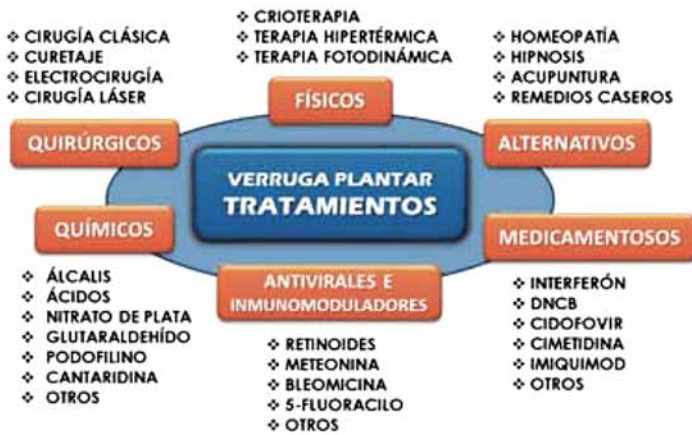 ❖ CIRUGÍA CLÁSICA
❖ CURETAJE
❖ ELECTROCIRUGÍA
❖ CIRUGÍA LÁSER
QUIRÚRGICOS
❖ CRIOTERAPIA
❖ TERAPIA HIPERTÉRMICA
❖ TERAPIA FOTODINÁMICA
FÍSICOS
❖ HOMEOPATÍA
❖ HIPNOSIS
❖ ACUPUNTURA
❖ REMEDIOS CASEROS
ALTERNATIVOS
VERRUGA PLANTAR
TRATAMIENTOS
QUÍMICOS
❖ ÁLCALIS
❖ ÁCIDOS
❖ NITRATO DE PLATA
❖ GLUTARALDEHÍDO
❖ PODOFILINO
❖ CANTARIDINA
❖ OTROS
ANTIVIRALES E
INMUNOMODULADORES
❖ RETINOIDES
❖ METEONINA
❖ BLEOMICINA
❖ 5-FLUORACILO
❖ OTROS
MEDICAMENTOSOS
❖ INTERFERÓN
❖ DNCB
❖ CIDOFOVIR
❖ CIMETIDINA
❖ IMIQUIMOD
❖ OTROS